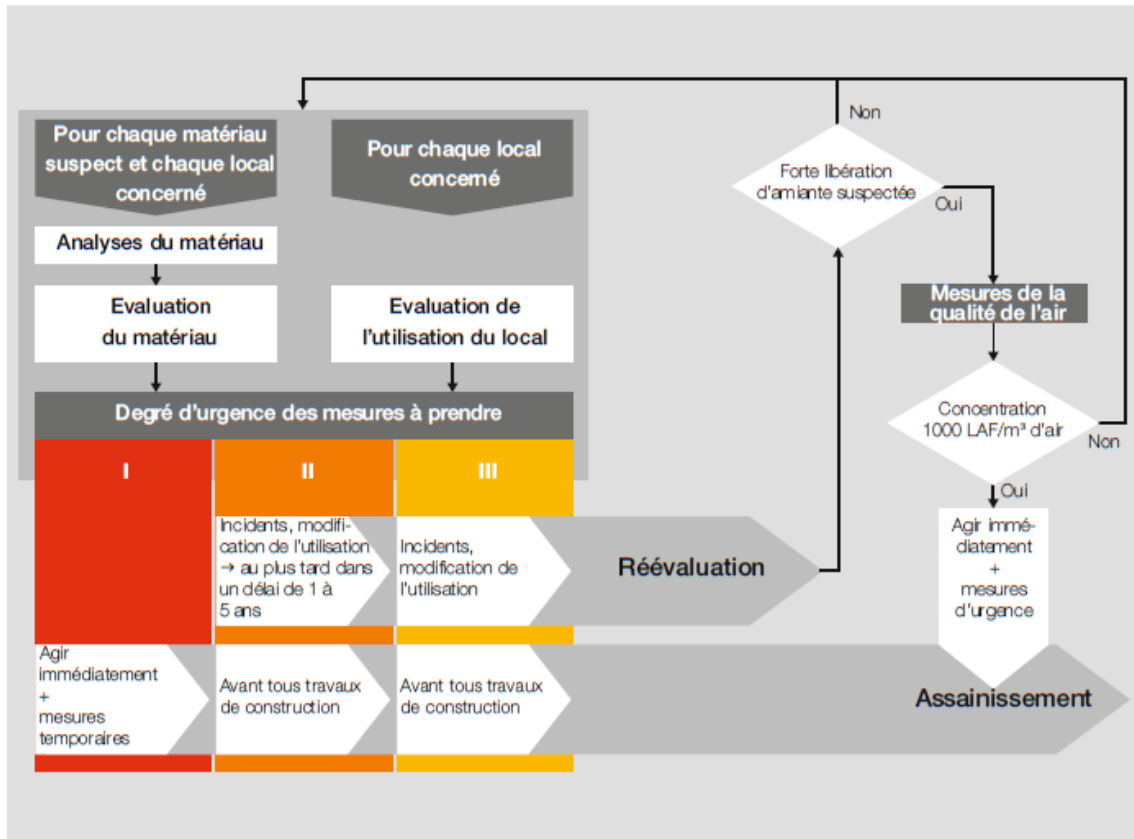 Pour chaque matériau
suspect et chaque local
concerné
Pour chaque local
concerné
Analyses du matériau
Evaluation
du matériau
Evaluation de
l'utilisation du local
Degré d'urgence des mesures à prendre
I
II
III
Incidents, modifi-
cation de l'utilisation
→ au plus tard dans
un délai de 1 à
5 ans
Incidents,
modification de
l'utilisation
Réévaluation
Agir
immédiatement
+
mesures
temporaires
Avant tous travaux
de construction
Avant tous travaux
de construction
Assainissement
Non
Forte libération
d'amiante suspectée
Oui
Mesures de la
qualité de l'air
Concentration
1000 LAF/m³ d'air
Non
Oui
Agir immé-
diatement
+
mesures
d'urgence